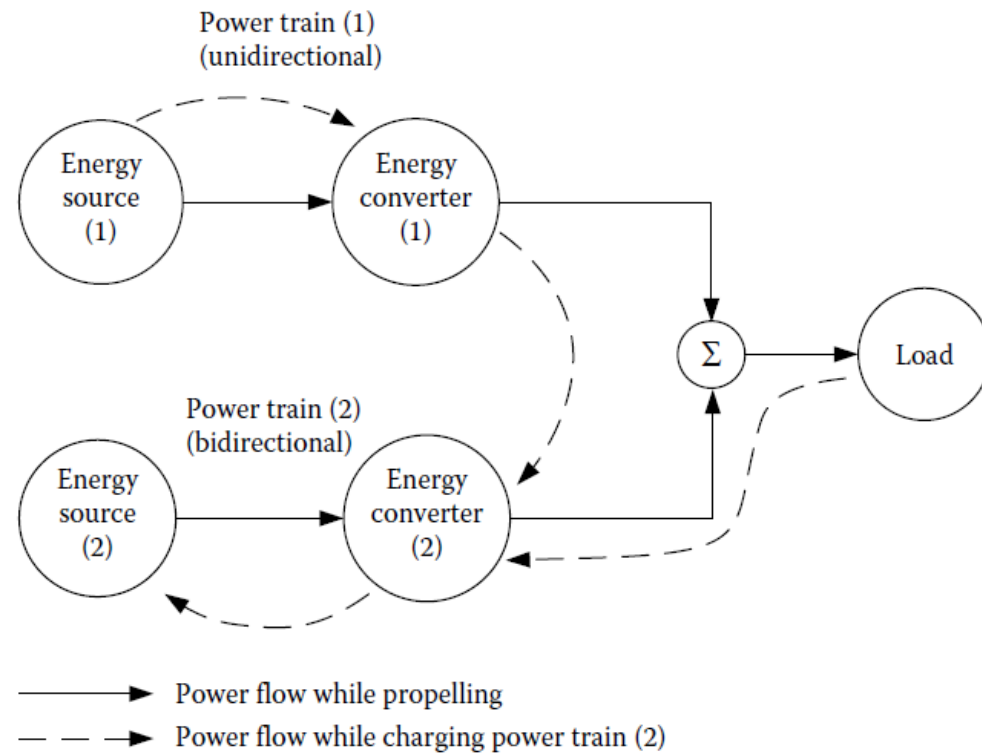 Power train (1)
(unidirectional)
Energy
source
(1)
Energy
converter
(1)
Σ
Load
Power train (2)
(bidirectional)
Energy
source
(2)
Energy
converter
(2)
Power flow while propelling
Power flow while charging power train (2)